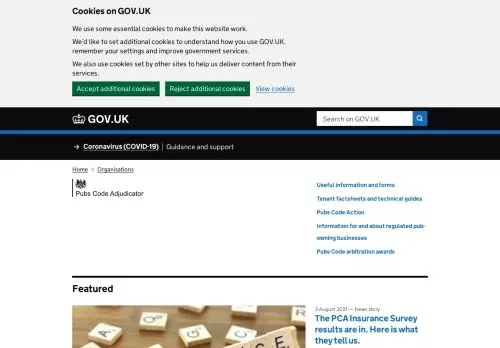 Cookies on GOV.UK
We use some essential cookies to make this website work.
We'd like to set additional cookies to understand how you use GOV.UK,
remember your settings and improve government services.
We also use cookies set by other sites to help us deliver content from their
services.
Accept additional cookies Reject additional cookies View cookies
GOV.UK Search on GOV.UK
→ Coronavirus (COVID-19) Guidance and support
Home > Organisations
Pubs Code Adjudicator
Useful information and forms
Tenant factsheets and technical guides
Pubs Code Action
Information for and about regulated pub-
owning businesses
Pubs Code arbitration awards
Featured
3 August 2021 — News story
The PCA Insurance Survey
results are in. Here is what
they tell us.